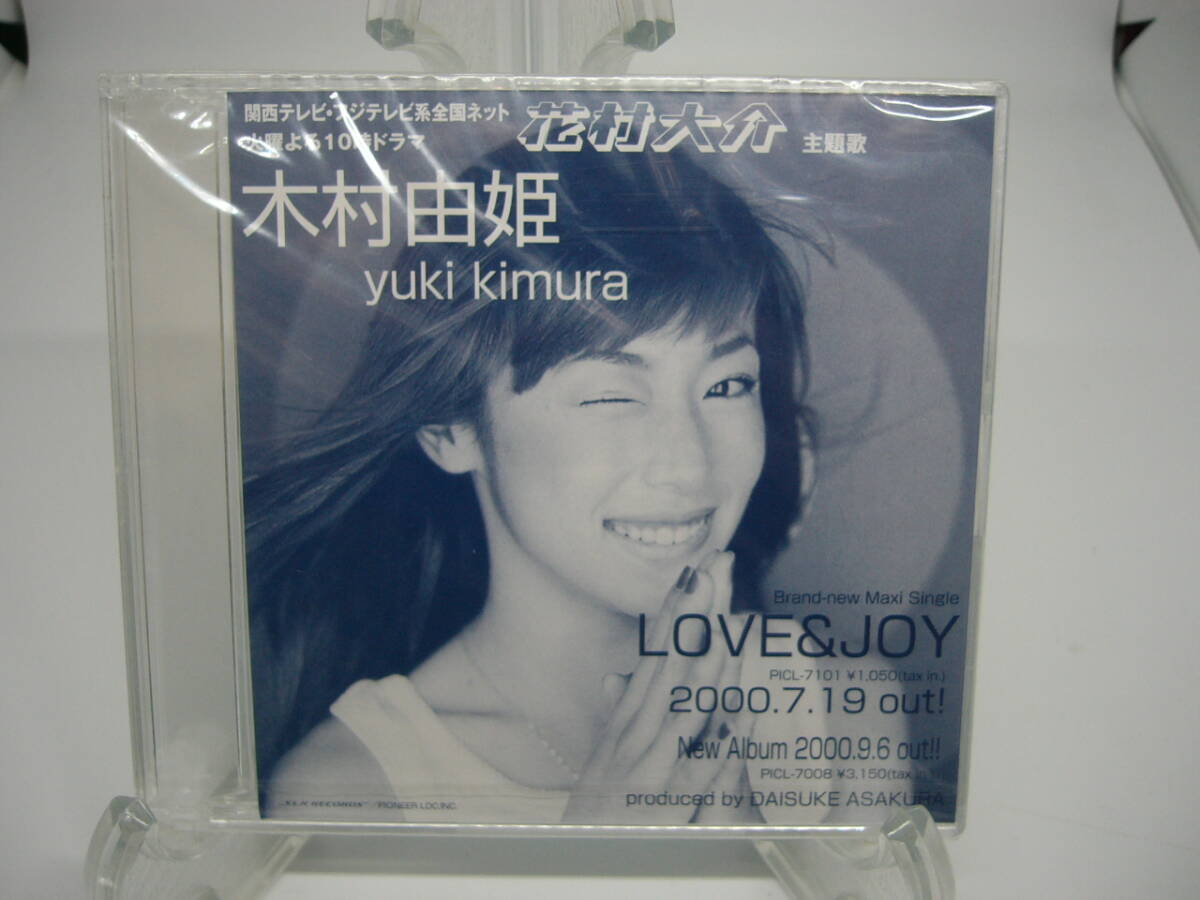 関西テレビ・フジテレビ系全国ネット
火曜よる10時ドラマ
花村大介 主題歌
木村由姫
yuki kimura
Brand-new Maxi Single
LOVE&JOY
PICL-7101 ¥1,050(tax in.)
2000.7.19 out!
New Album 2000.9.6 out!!
PICL-7008 ¥3,150(tax in.)
produced by DAISUKE ASAKURA
PIONEER LDC,INC.